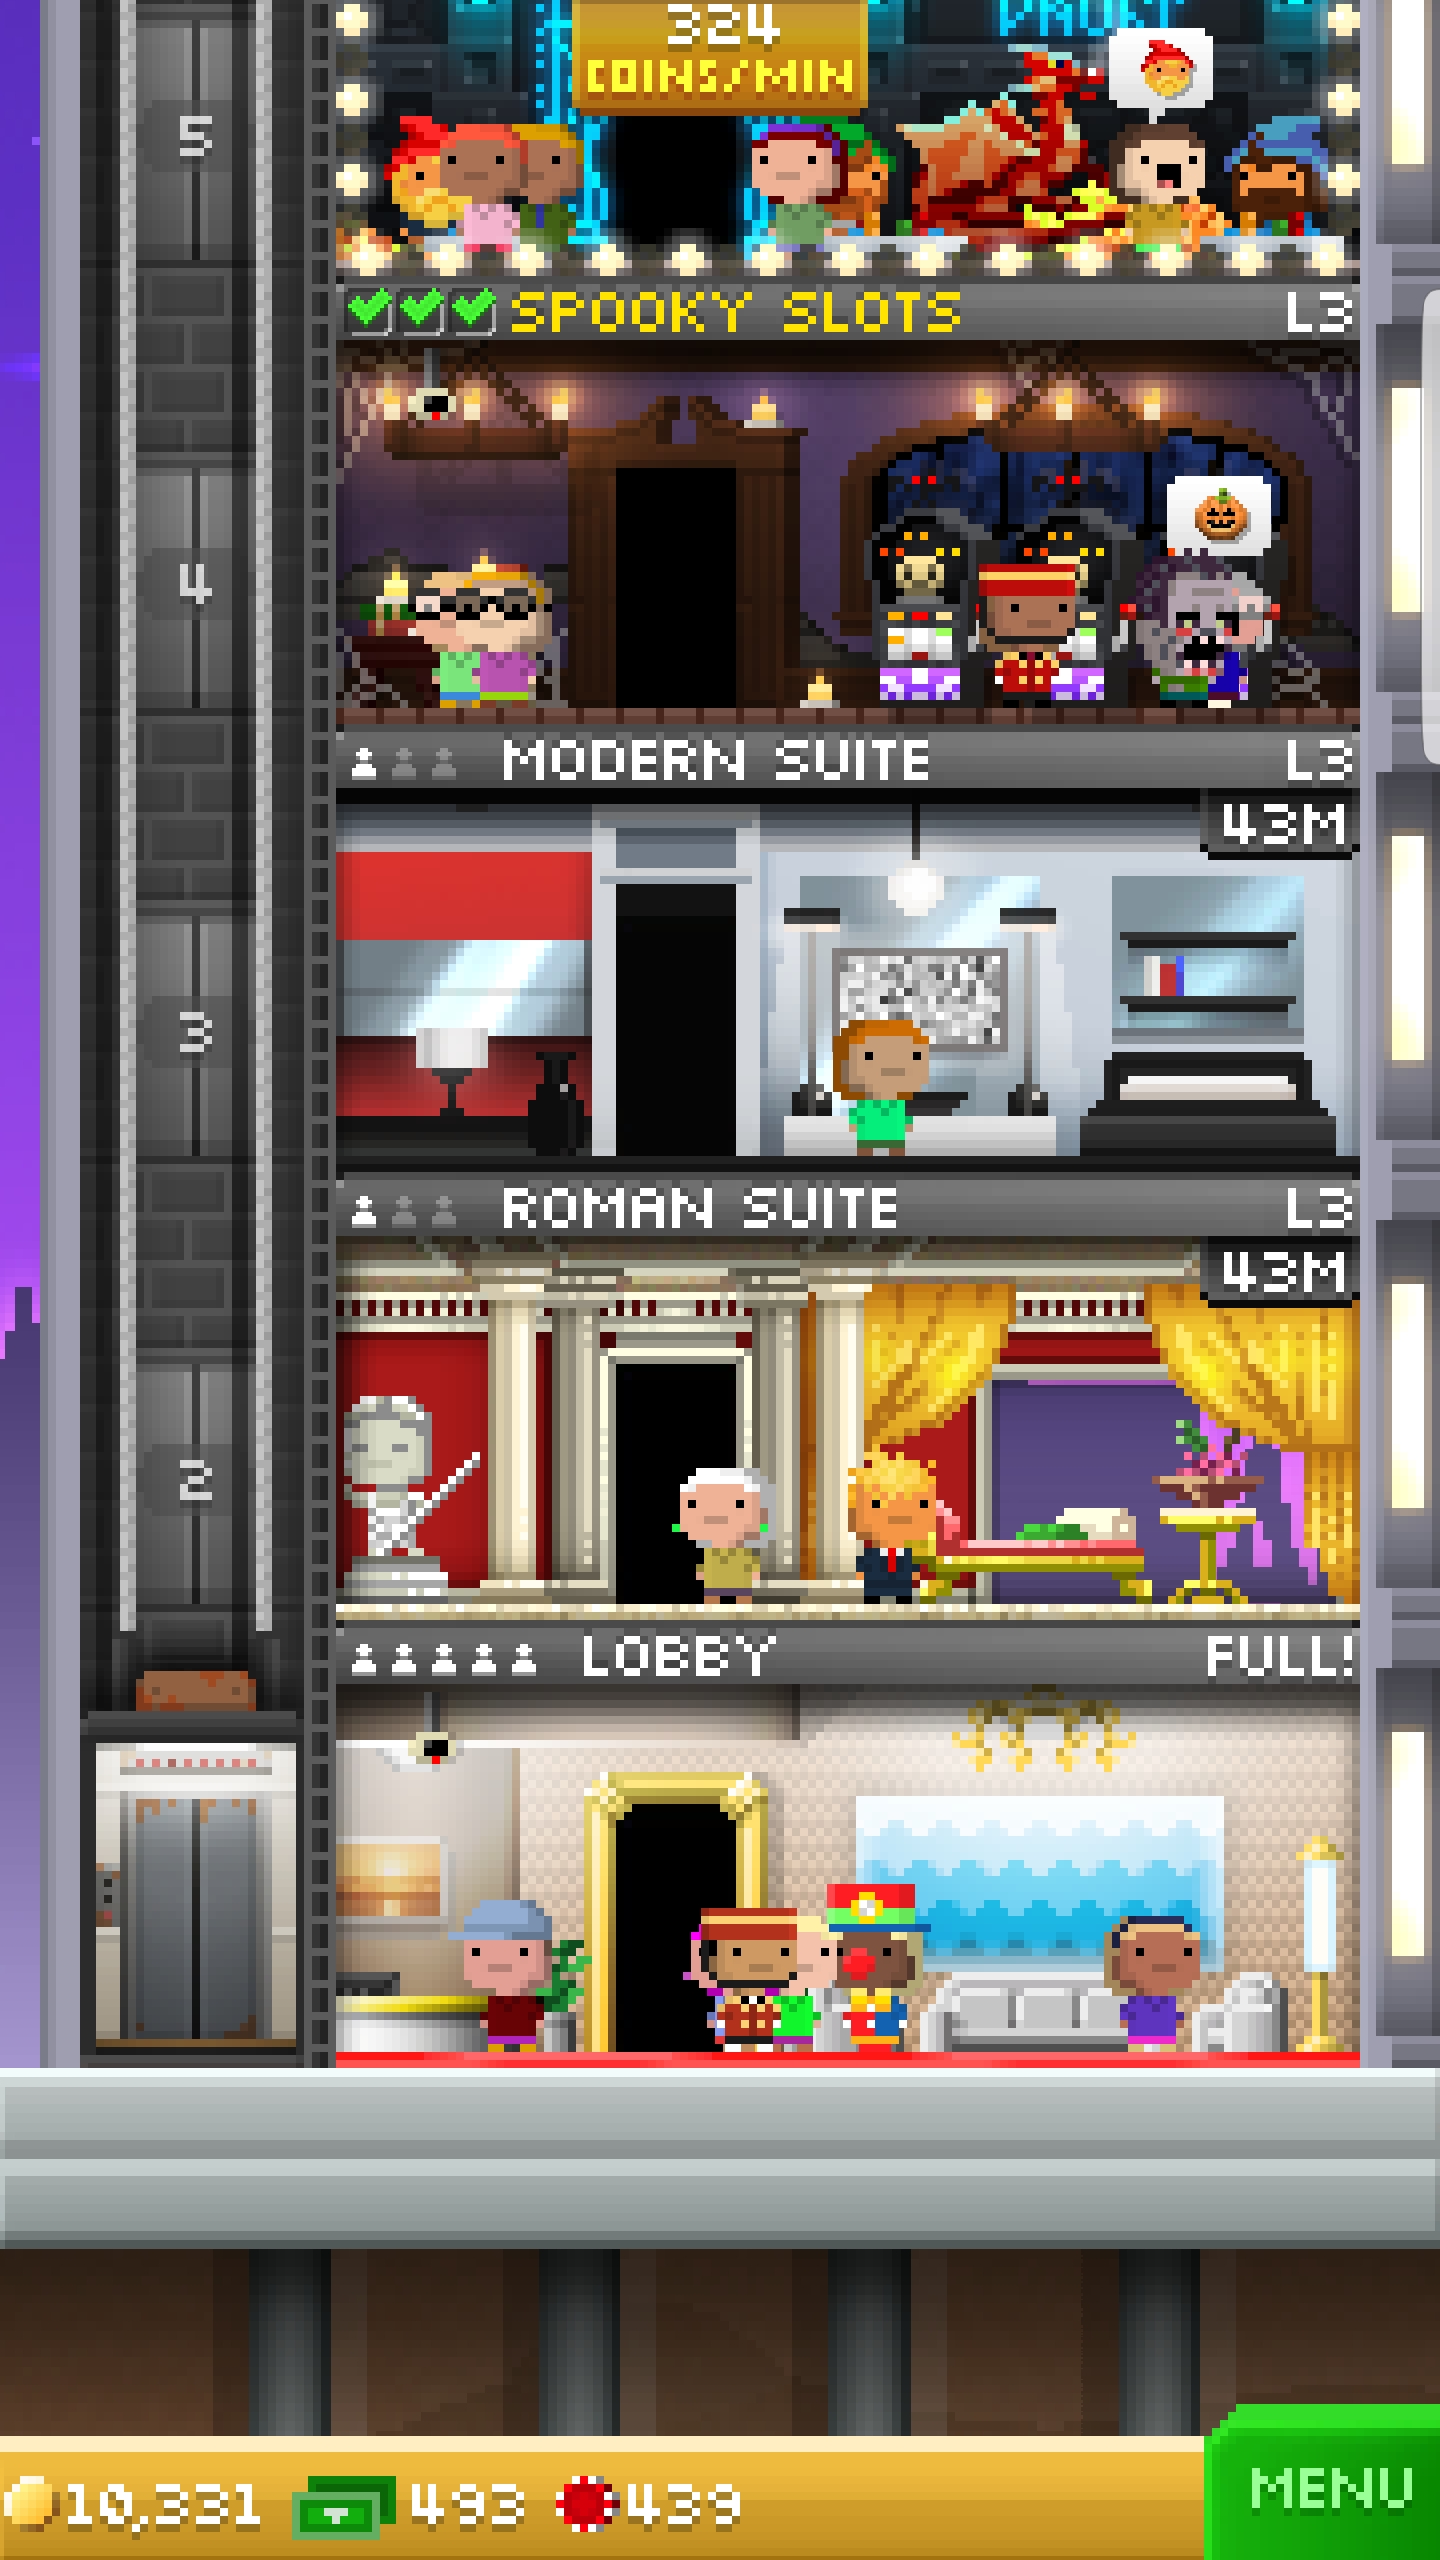 324
COINS/MIN
5
SPOOKY SLOTS L3
4
MODERN SUITE L3
43M
3
ROMAN SUITE L3
43M
2
LOBBY FULL!
10,331 493 439 MENU